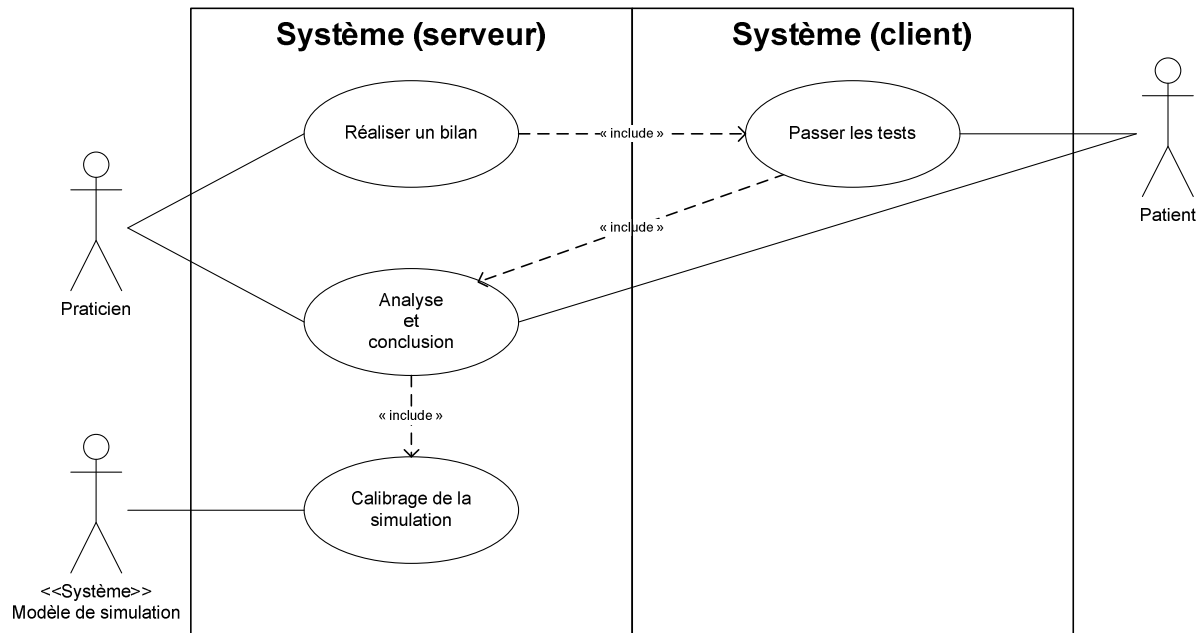 Système (serveur)
Système (client)
Réaliser un bilan
« include »
Passer les tests
Patient
« include »
Praticien
Analyse
et
conclusion
« include »
Calibrage de la
simulation
<<Système>>
Modèle de simulation